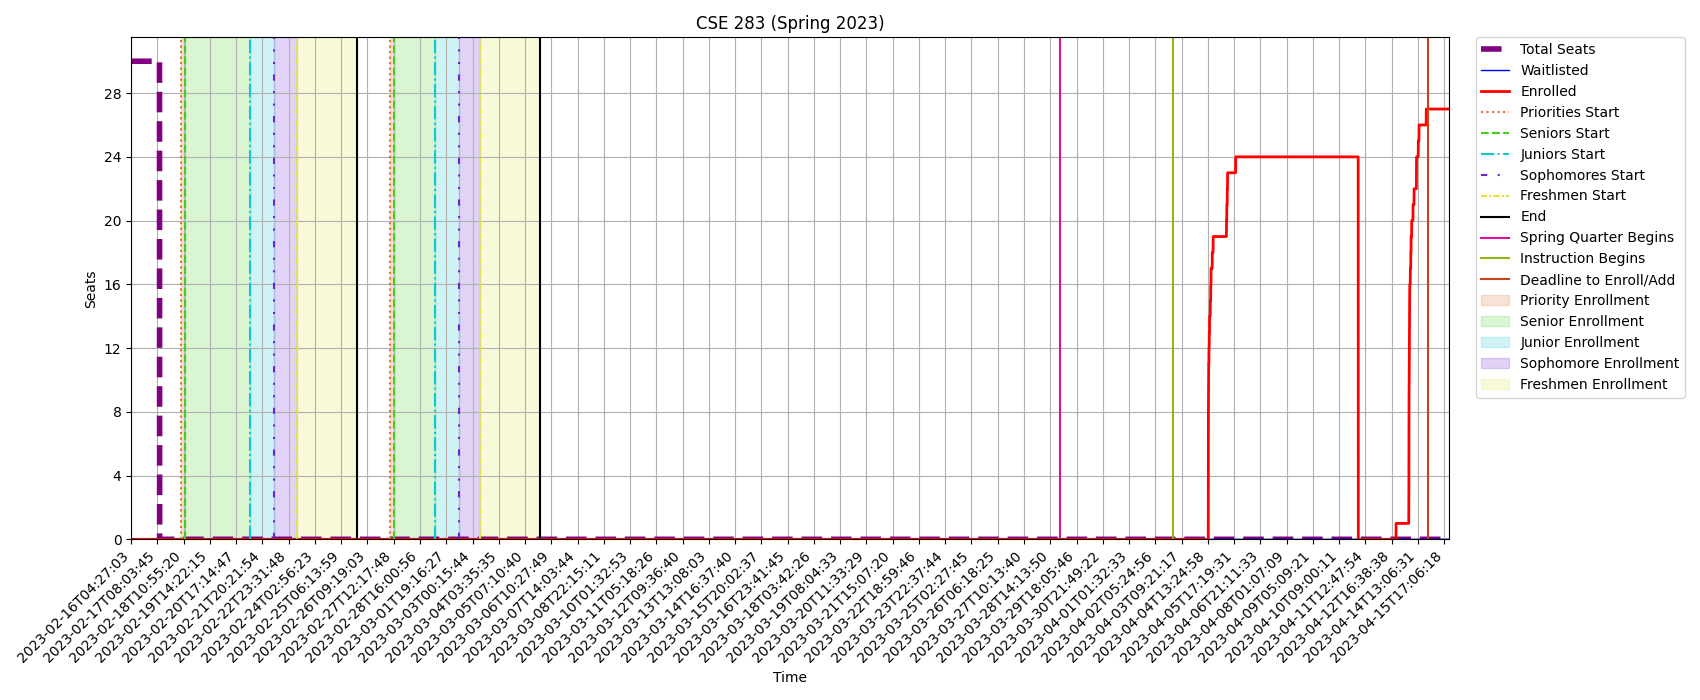 CSE 283 (Spring 2023)
Seats
28
24
20
16
12
8
4
0
2023-02-16T04:27:03
2023-02-17T08:03:45
2023-02-18T10:55:20
2023-02-19T14:22:15
2023-02-20T17:14:47
2023-02-21T20:21:54
2023-02-22T23:31:48
2023-02-24T02:56:23
2023-02-25T06:13:59
2023-02-26T09:19:03
2023-02-27T12:17:48
2023-02-28T16:00:56
2023-03-01T19:16:27
2023-03-04T00:15:44
2023-03-04T03:35:35
2023-03-05T07:10:40
2023-03-06T10:27:49
2023-03-07T14:03:44
2023-03-08T22:15:11
2023-03-10T01:32:53
2023-03-11T05:18:26
2023-03-12T09:36:40
2023-03-13T13:08:03
2023-03-14T16:37:40
2023-03-15T20:02:37
2023-03-16T23:41:45
2023-03-18T03:42:26
2023-03-19T08:04:33
2023-03-20T11:33:29
2023-03-21T15:07:20
2023-03-22T18:59:46
2023-03-23T22:37:44
2023-03-25T02:27:45
2023-03-26T06:18:25
2023-03-27T10:13:40
2023-03-28T14:13:50
2023-03-29T18:05:46
2023-03-30T21:49:22
2023-04-01T01:32:33
2023-04-02T05:24:56
2023-04-03T09:21:17
2023-04-04T13:24:58
2023-04-05T17:19:31
2023-04-06T21:11:33
2023-04-08T01:07:09
2023-04-09T05:09:21
2023-04-10T09:00:11
2023-04-11T12:47:54
2023-04-12T16:38:38
2023-04-14T13:06:31
2023-04-15T17:06:18
Time
Total Seats
Waitlisted
Enrolled
Priorities Start
Seniors Start
Juniors Start
Sophomores Start
Freshmen Start
End
Spring Quarter Begins
Instruction Begins
Deadline to Enroll/Add
Priority Enrollment
Senior Enrollment
Junior Enrollment
Sophomore Enrollment
Freshmen Enrollment